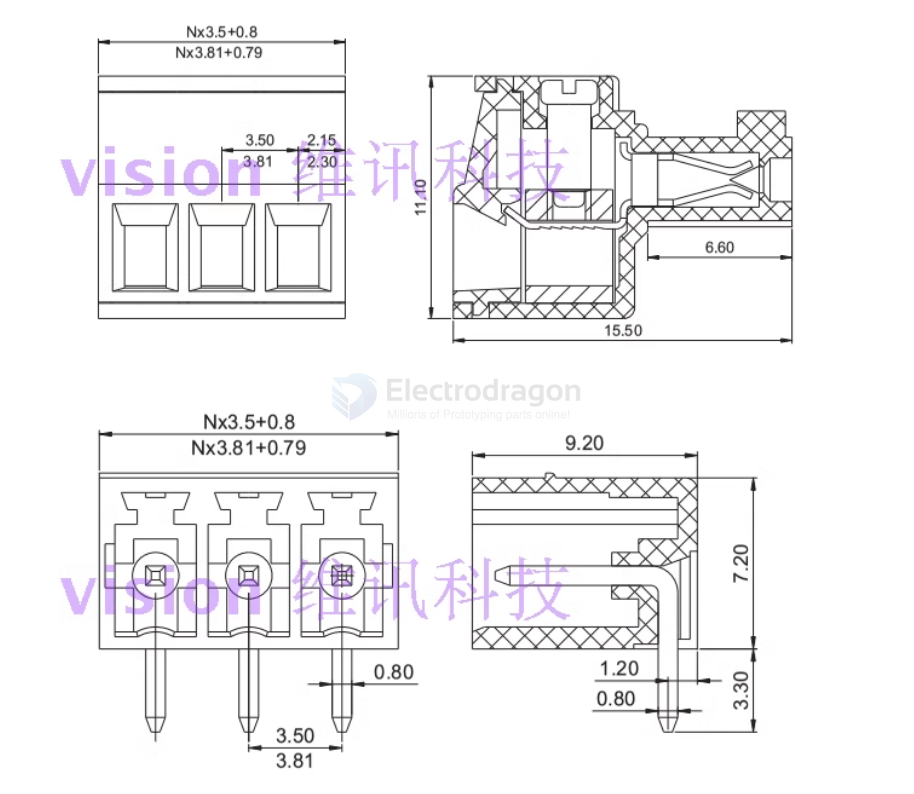 Nx3.5+0.8
Nx3.81+0.79
3.50
3.81
2.15
2.30
vision 维讯科技
11.10
6.60
15.50
Electrodragon
Millions of Prototyping parts online!
Nx3.5+0.8
Nx3.81+0.79
9.20
7.20
vision 维讯科技
0.80
3.50
3.81
1.20
0.80
3.30